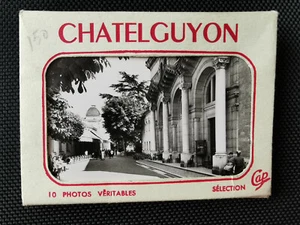 150
CHATELGUYON
10 PHOTOS VÉRITABLES
SÉLECTION
Cap